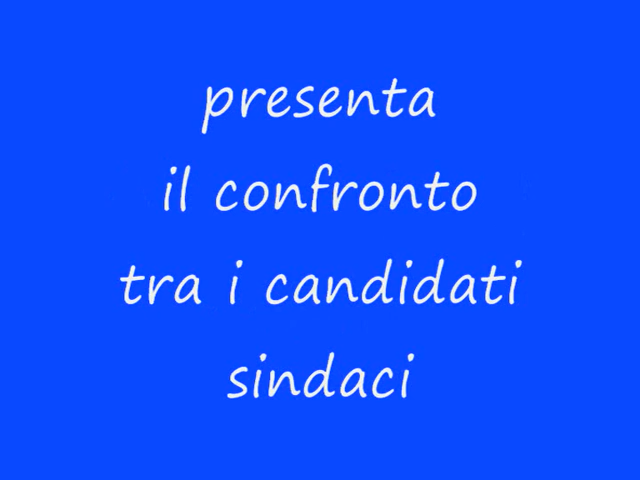 presenta
il confronto
tra i candidati
sindaci